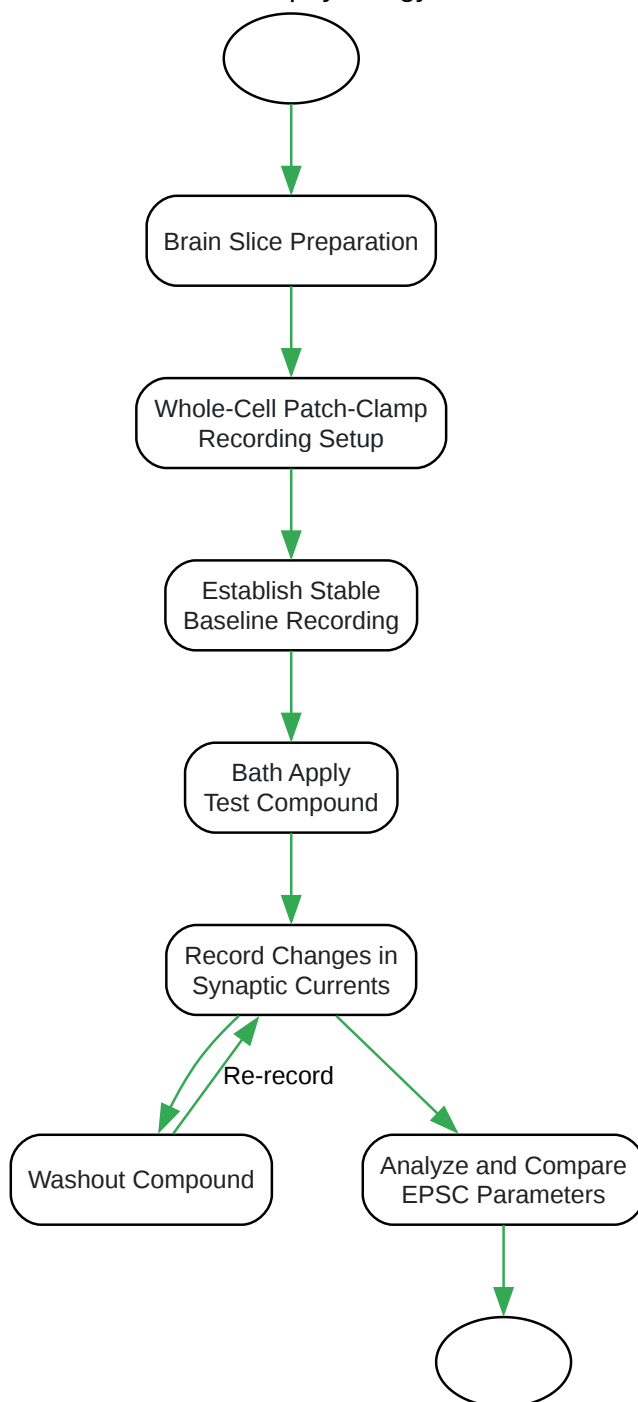 Brain Slice Preparation
Whole-Cell Patch-Clamp
Recording Setup
Establish Stable
Baseline Recording
Bath Apply
Test Compound
Record Changes in
Synaptic Currents
Re-record
Washout Compound
Analyze and Compare
EPSC Parameters